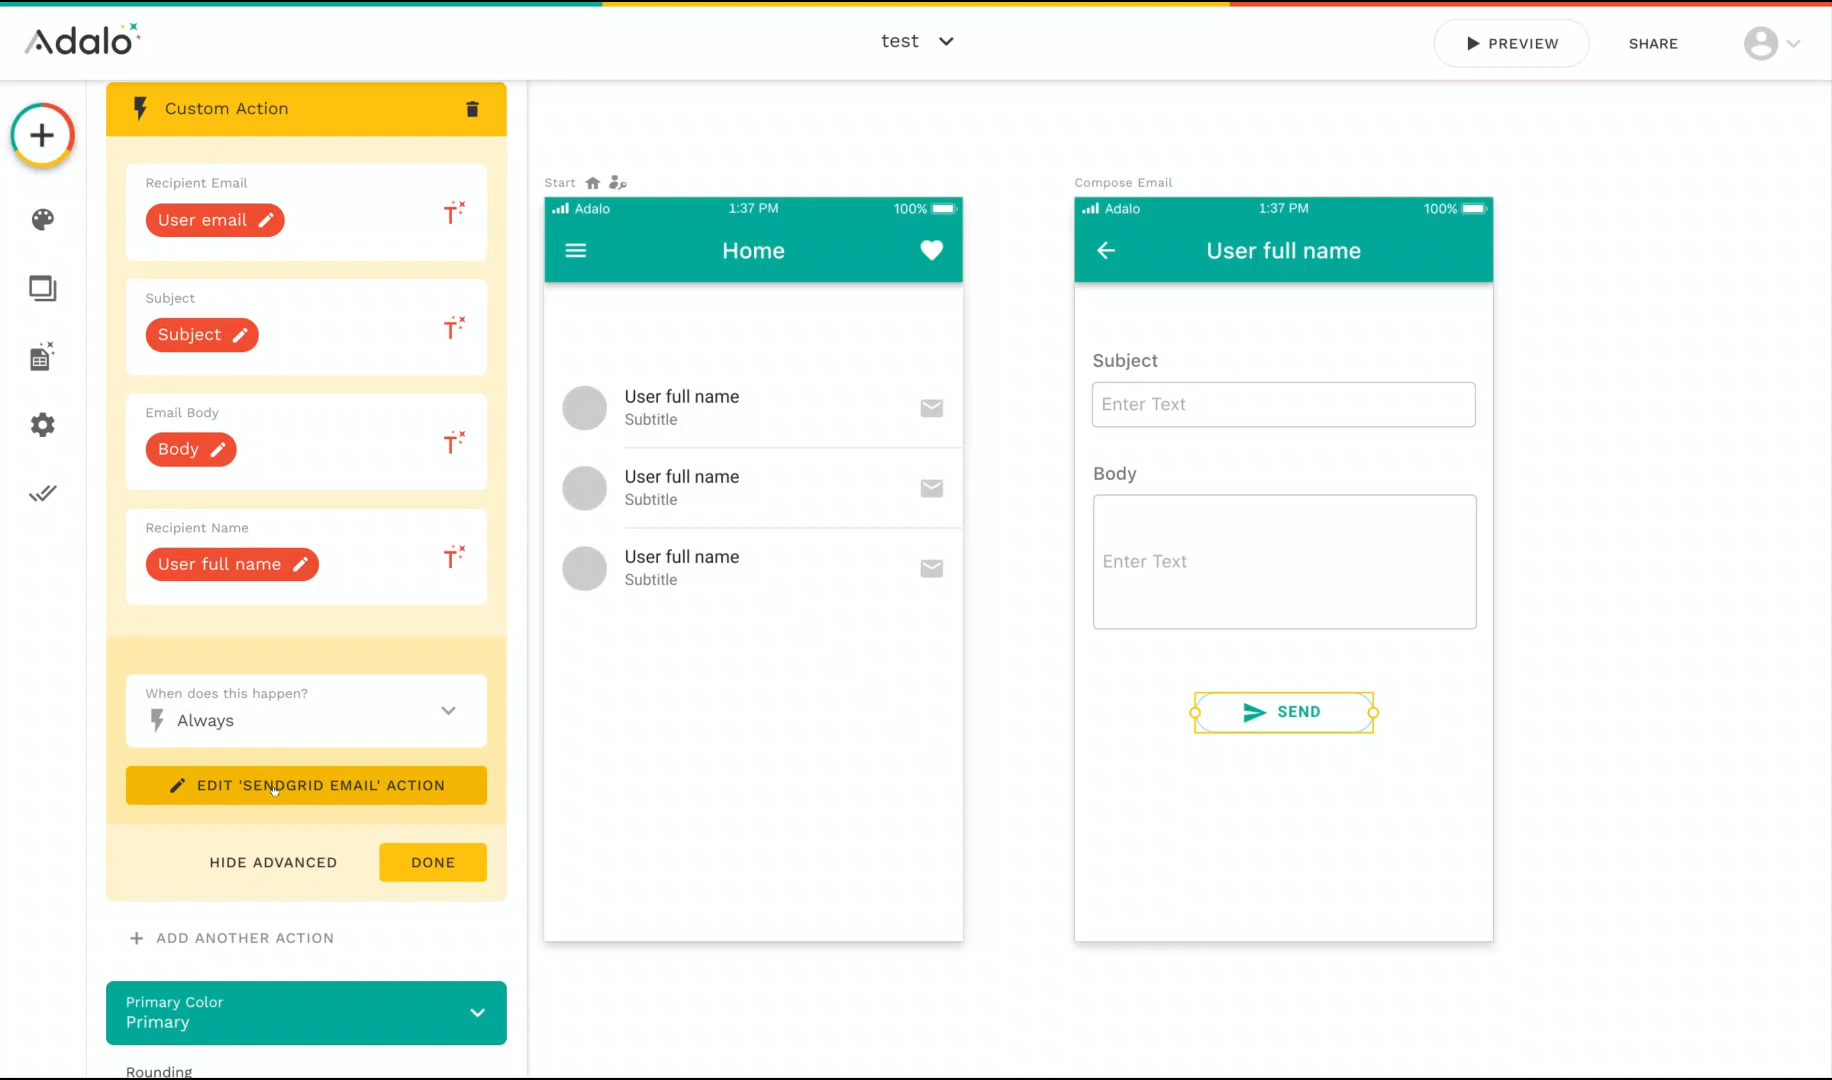 Adalo
test
PREVIEW
SHARE
Custom Action
Recipient Email
User email
Subject
Subject
Email Body
Body
Recipient Name
User full name
When does this happen?
Always
EDIT 'SENDGRID EMAIL' ACTION
HIDE ADVANCED
DONE
ADD ANOTHER ACTION
Primary Color
Primary
Rounding
Start
Adalo 1:37 PM 100%
Home
User full name
Subtitle
User full name
Subtitle
User full name
Subtitle
Compose Email
Adalo 1:37 PM 100%
User full name
Subject
Enter Text
Body
Enter Text
SEND